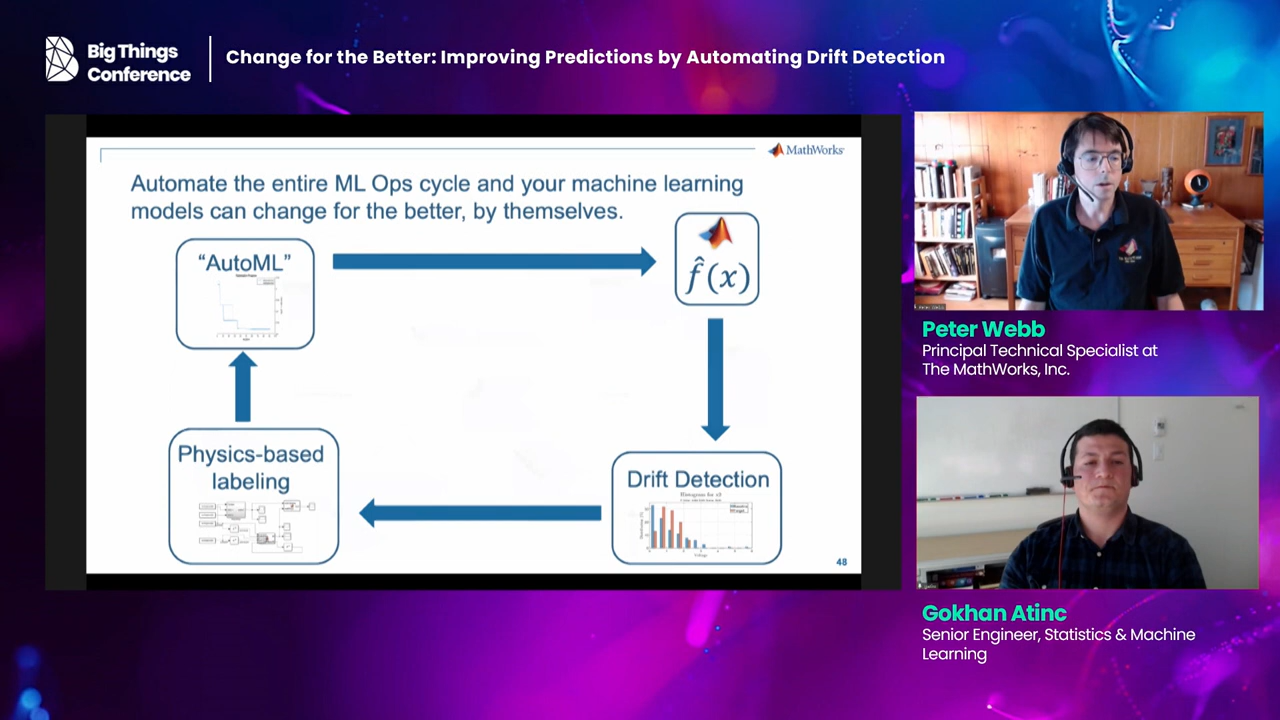 Big Things
Conference
Change for the Better: Improving Predictions by Automating Drift Detection
MathWorks
Automate the entire ML Ops cycle and your machine learning
models can change for the better, by themselves.
“AutoML”
f̂(x)
Physics-based
labeling
Drift Detection
48
Peter Webb
Principal Technical Specialist at
The MathWorks, Inc.
Gokhan Atinc
Senior Engineer, Statistics & Machine
Learning